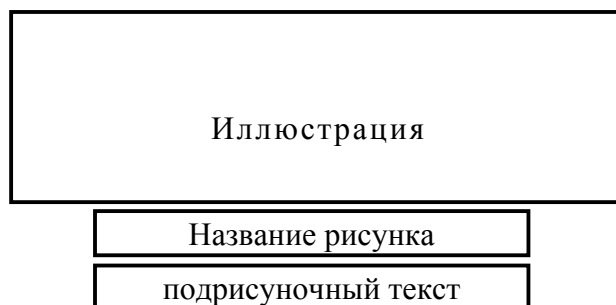 Иллюстрация
Название рисунка
подрисуночный текст